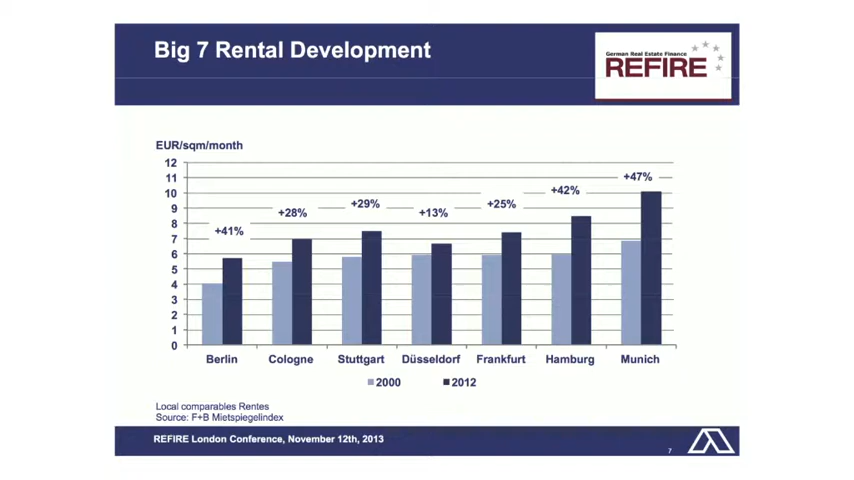 Big 7 Rental Development
German Real Estate Finance
REFIRE
EUR/sqm/month
12
11
10
9
8
7
6
5
4
3
2
1
0
+41%
+28%
+29%
+13%
+25%
+42%
+47%
Berlin Cologne Stuttgart Düsseldorf Frankfurt Hamburg Munich
2000 2012
Local comparables Rentes
Source: F+B Mietspiegelindex
REFIRE London Conference, November 12th, 2013
7